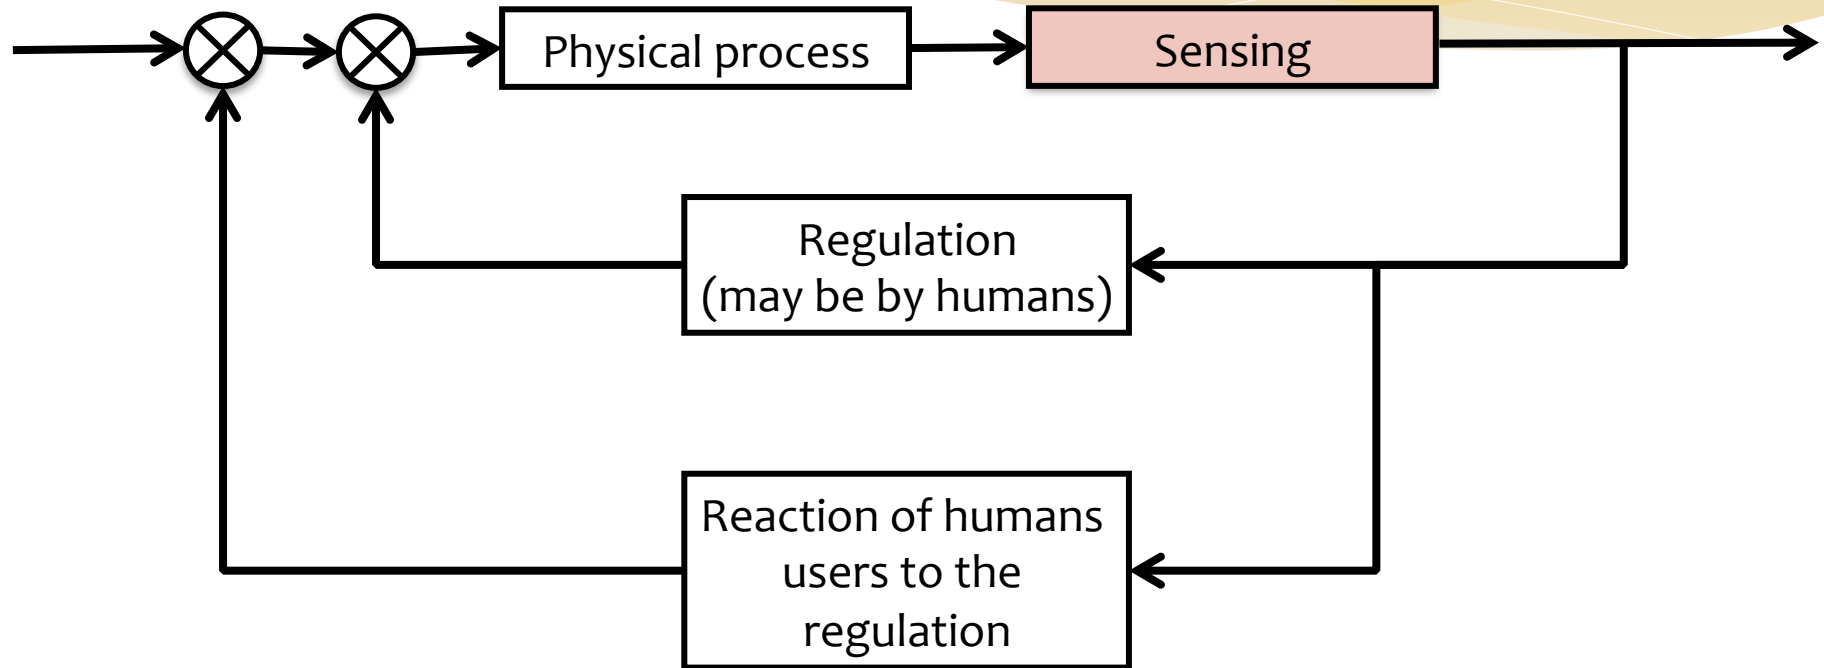 Physical process
Sensing
Regulation
(may be by humans)
Reaction of humans
users to the
regulation